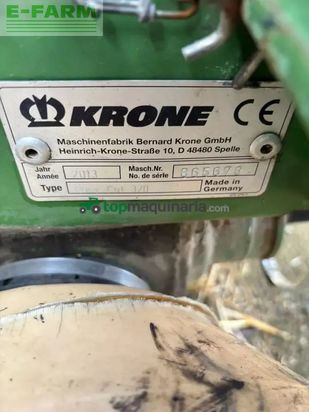 E-FARM
KRONE CE
Maschinenfabrik Bernard Krone GmbH
Heinrich-Krone-Straße 10, D 48480 Spelle
Jahr
Année
2013
Masch.Nr.
No. de série
Type
Made in
Germany
topmaquinaria.com